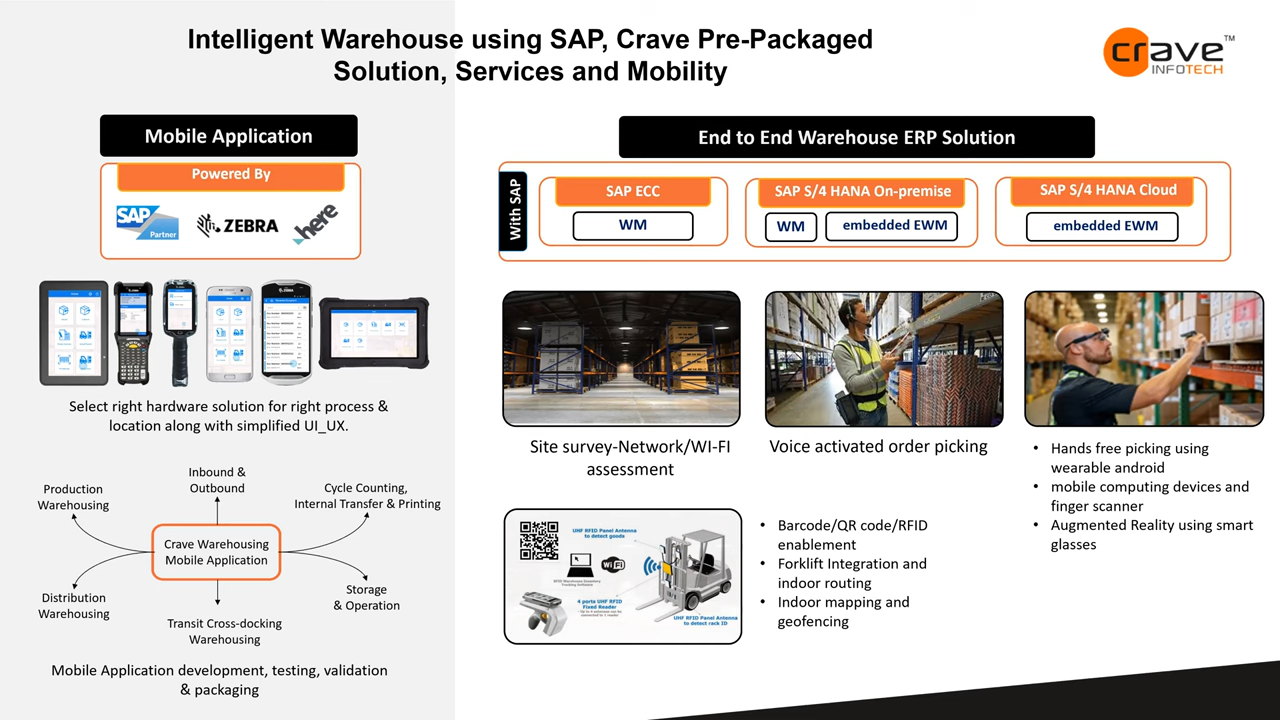 Intelligent Warehouse using SAP, Crave Pre-Packaged
Solution, Services and Mobility
crave™
INFOTECH
Mobile Application
Powered By
SAP
Partner
ZEBRA
here
Select right hardware solution for right process &
location along with simplified UI_UX.
Inbound &
Outbound
Production
Warehousing
Cycle Counting,
Internal Transfer & Printing
Crave Warehousing
Mobile Application
Distribution
Warehousing
Storage
& Operation
Transit Cross-docking
Warehousing
Mobile Application development, testing, validation
& packaging
End to End Warehouse ERP Solution
With SAP
SAP ECC
WM
SAP S/4 HANA On-premise
WM
embedded EWM
SAP S/4 HANA Cloud
embedded EWM
Site survey-Network/WI-FI
assessment
Voice activated order picking
• Hands free picking using
wearable android
• mobile computing devices and
finger scanner
• Augmented Reality using smart
glasses
UHF RFID Panel Antenna
to detect goods
WiFi
RFID Warehouse Inventory
Tracking Software
4 ports UHF RFID
Fixed Reader
UHF RFID Panel Antenna
to detect rack ID
• Barcode/QR code/RFID
enablement
• Forklift Integration and
indoor routing
• Indoor mapping and
geofencing